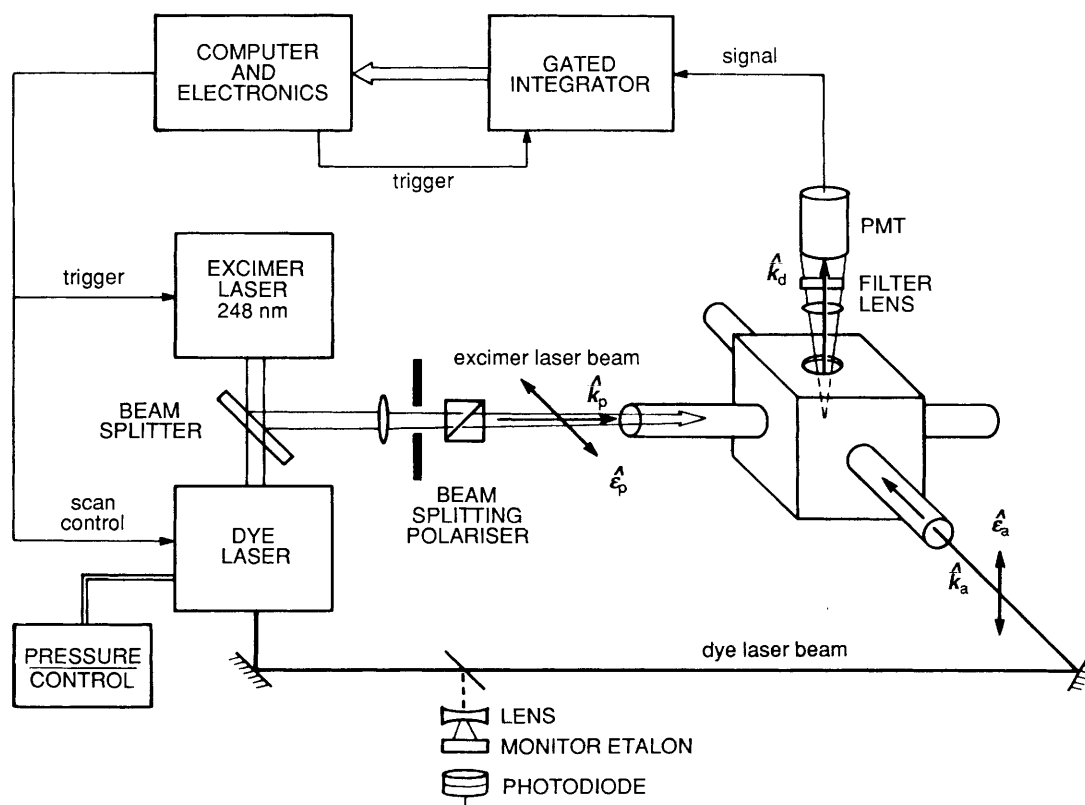 COMPUTER
AND
ELECTRONICS
GATED
INTEGRATOR
signal
trigger
PMT
k̂d
FILTER
LENS
trigger
EXCIMER
LASER
248 nm
excimer laser beam
k̂p
BEAM
SPLITTER
ε̂p
BEAM
SPLITTING
POLARISER
scan
control
DYE
LASER
ε̂a
k̂a
PRESSURE
CONTROL
dye laser beam
LENS
MONITOR ETALON
PHOTODIODE